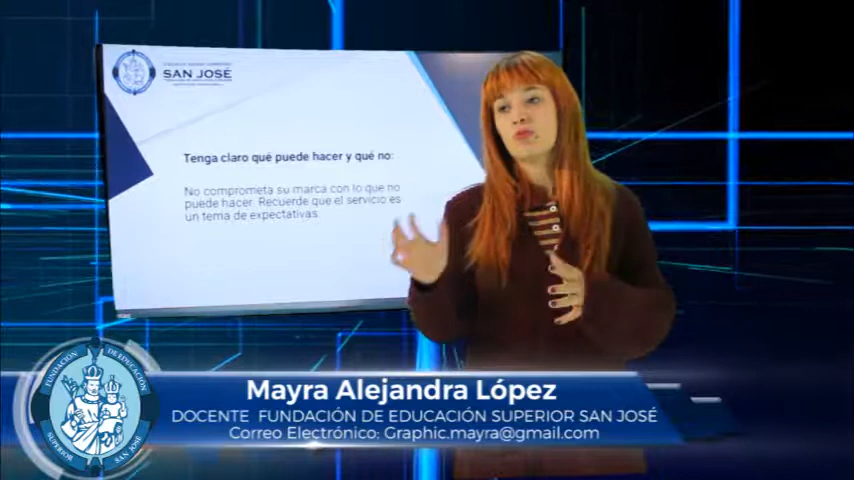 SAN JOSÉ
Tenga claro qué puede hacer y qué no:
No comprometa su marca con lo que no
puede hacer. Recuerde que el servicio es
un tema de expectativas.
FUNDACIÓN DE EDUCACIÓN
SUPERIOR SAN JOSÉ
Mayra Alejandra López
DOCENTE FUNDACIÓN DE EDUCACIÓN SUPERIOR SAN JOSÉ
Correo Electrónico: Graphic.mayra@gmail.com